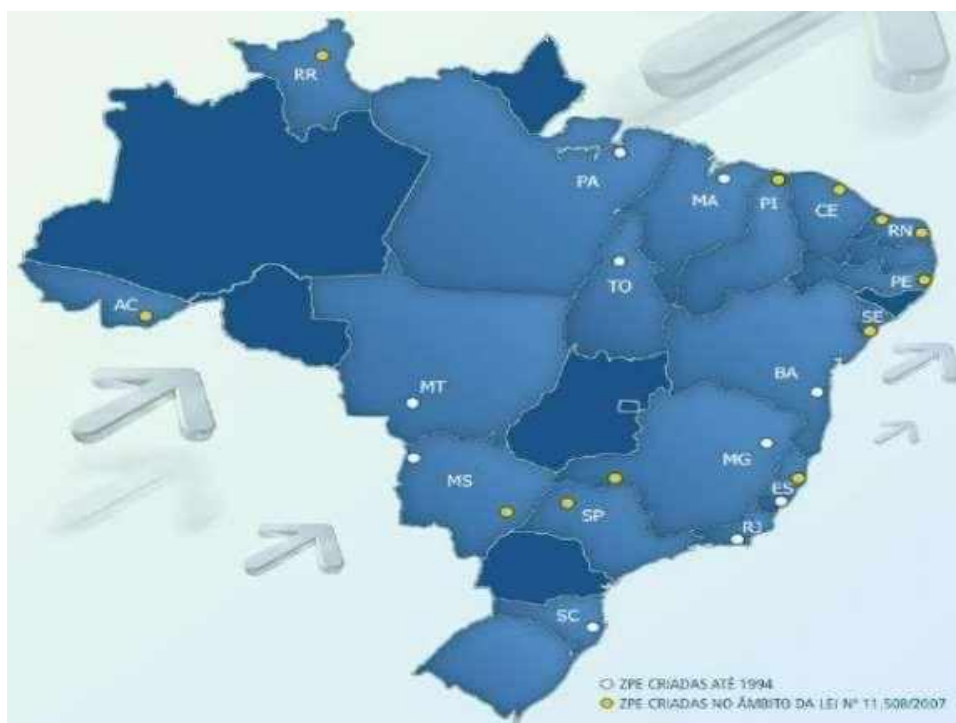 RR
PA
MA
PI
CE
RN
PE
SE
TO
AC
BA
MT
MG
MS
ES
SP
RJ
SC
ZPE CRIADAS ATÉ 1994
ZPE CRIADAS NO ÂMBITO DA LEI Nº 11.508/2007